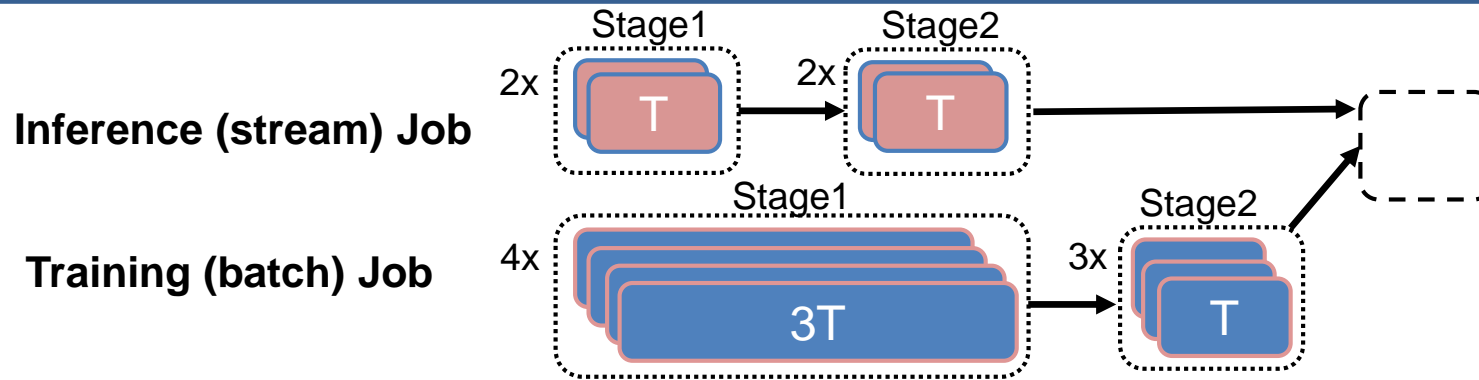 Stage1
Stage2
2x
T
2x
T
Inference (stream) Job
Stage1
Stage2
Training (batch) Job
4x
3T
3x
T